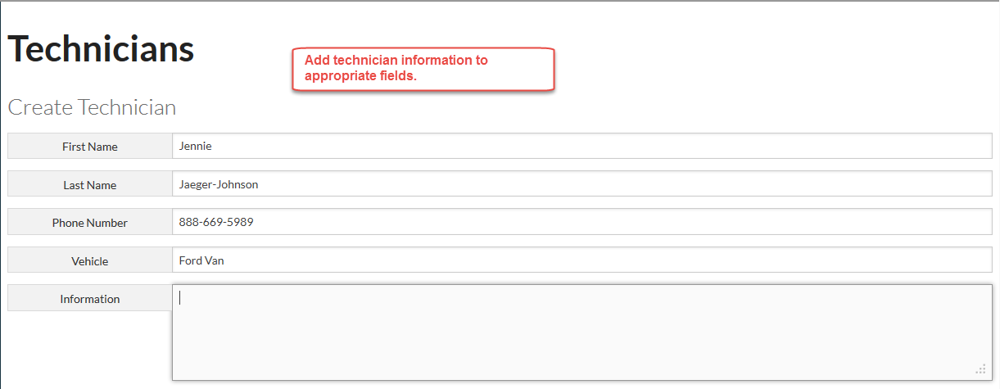 Technicians
Add technician information to
appropriate fields.
Create Technician
First Name Jennie
Last Name Jaeger-Johnson
Phone Number 888-669-5989
Vehicle Ford Van
Information